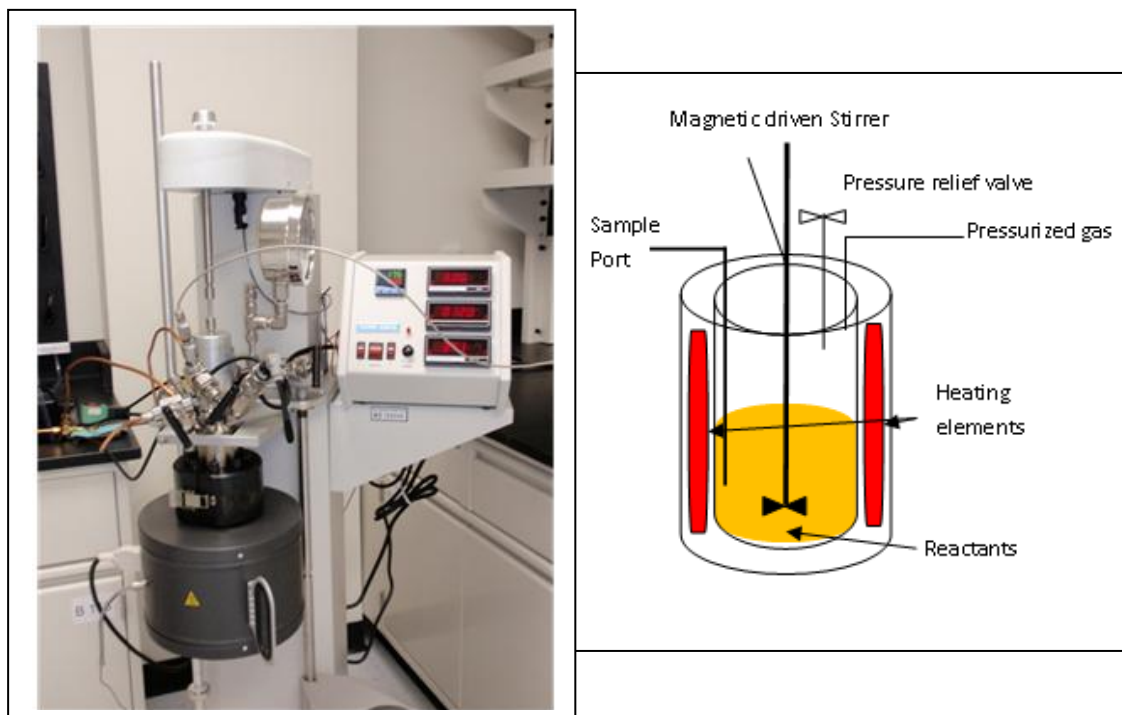 Magnetic driven Stirrer
Pressure relief valve
Sample
Port
Pressurized gas
Heating
elements
Reactants